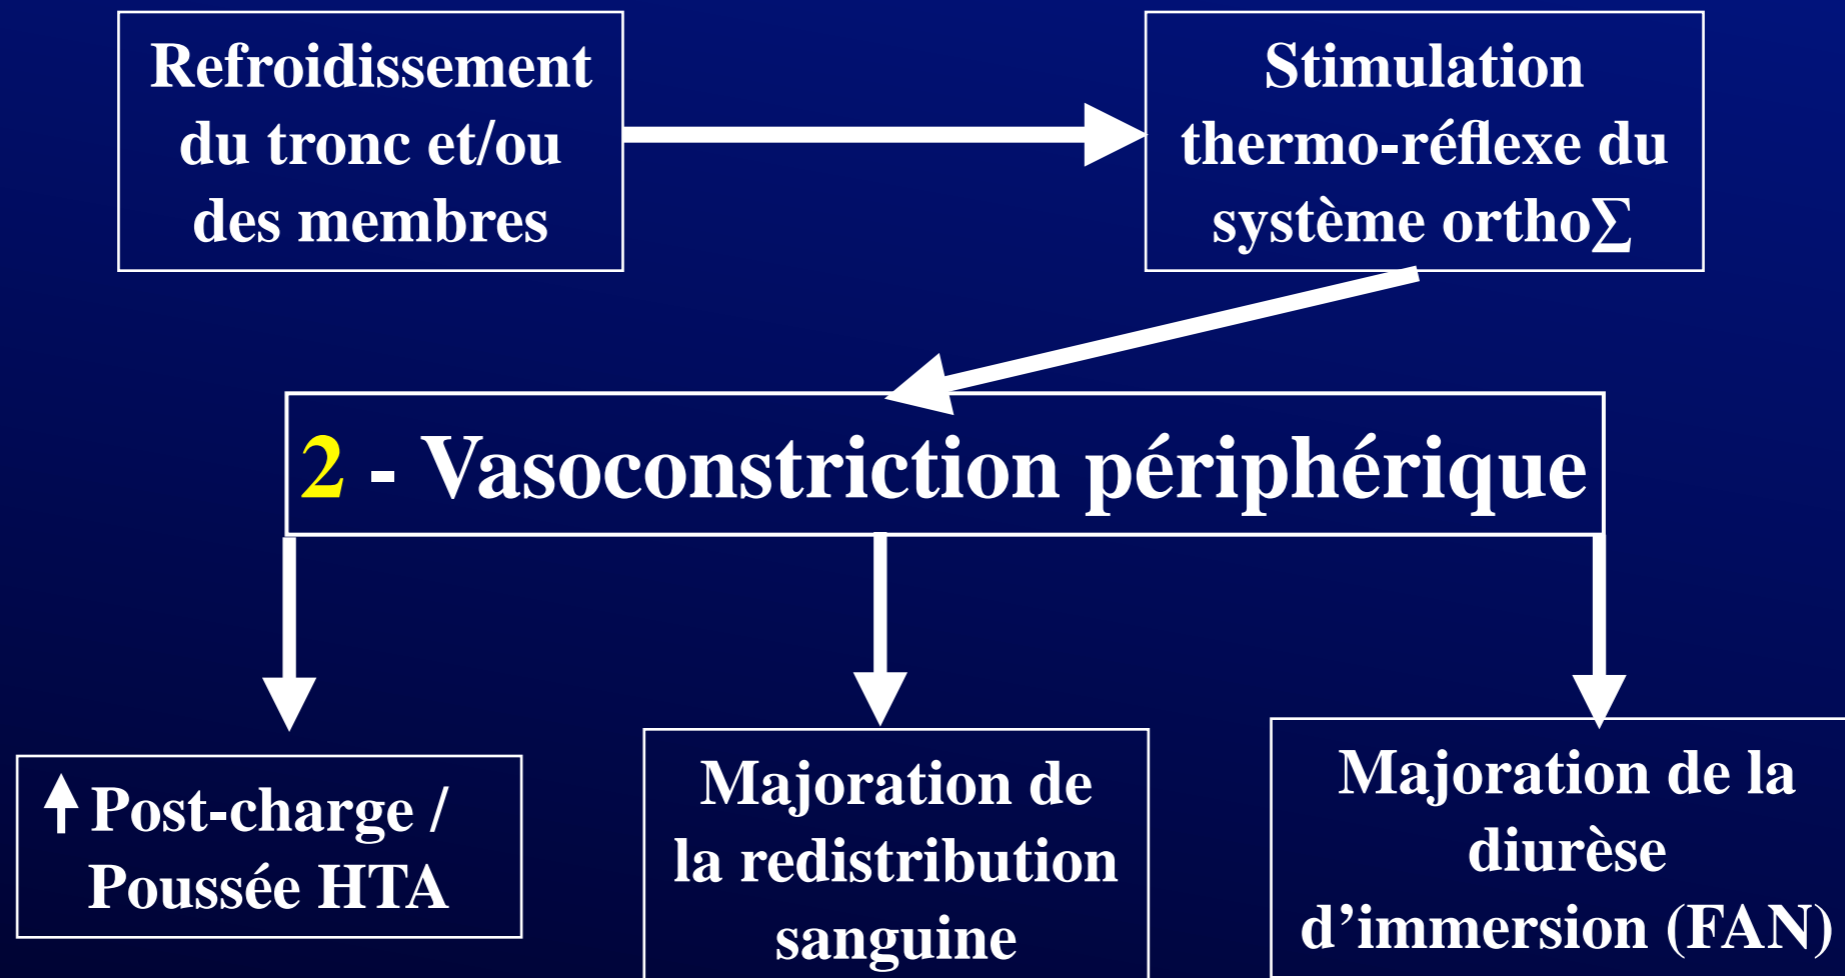 Refroidissement
du tronc et/ou
des membres
Stimulation
thermo-réflexe du
système ortho∑
2 - Vasoconstriction périphérique
Post-charge /
Poussée HTA
Majoration de
la redistribution
sanguine
Majoration de la
diurèse
d’immersion (FAN)